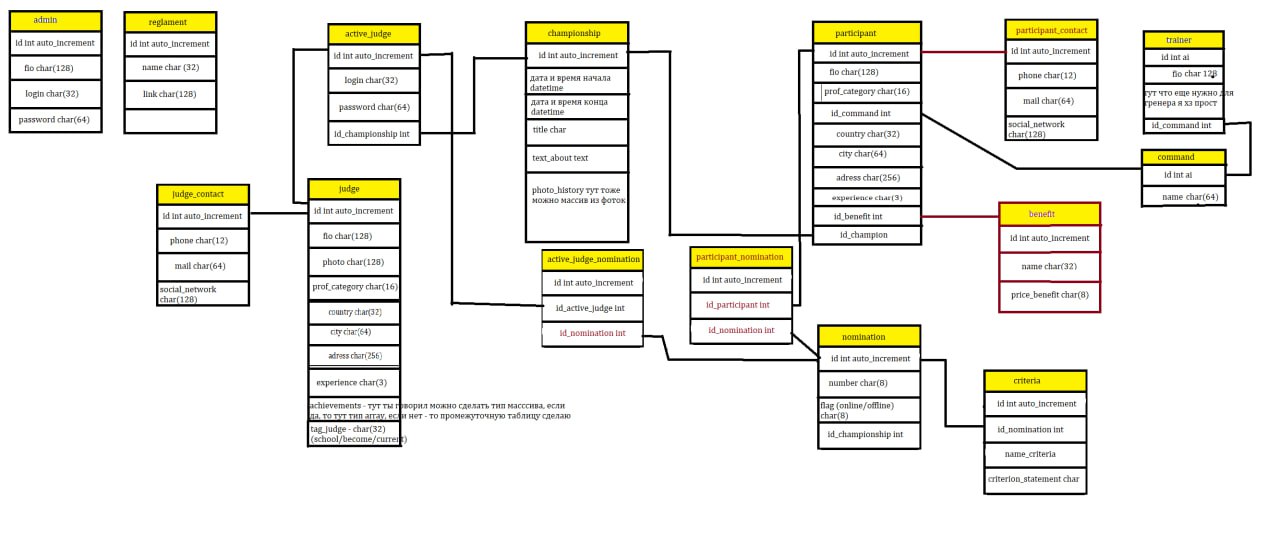 admin
id int auto_increment
fio char(128)
login char(32)
password char(64)
reglament
id int auto_increment
name char (32)
link char(128)
active_judge
id int auto_increment
login char(32)
password char(64)
id_championship int
championship
id int auto_increment
дата и время начала
datetime
дата и время конца
datetime
title char
text_about text
photo_history тут тоже
можно массив из фоток
participant
id int auto_increment
fio char(128)
prof_category char(16)
id_command int
country char(32)
city char(64)
adress char(256)
experience char(3)
id_benefit int
id_champion
participant_contact
id int auto_increment
phone char(12)
mail char(64)
social_network
char(128)
trainer
id int ai
fio char 128
тут что еще нужно для
тренера я хз прост
id_command int
command
id int ai
name char(64)
judge_contact
id int auto_increment
phone char(12)
mail char(64)
social_network
char(128)
judge
id int auto_increment
fio char(128)
photo char(128)
prof_category char(16)
country char(32)
city char(64)
adress char(256)
experience char(3)
achievements - тут ты говорил можно сделать тип масссива, если
да, то тут тип array, если нет - то промежуточную таблицу сделаю
tag_judge - char(32)
(school/become/current)
active_judge_nomination
id int auto_increment
id_active_judge int
id_nomination int
participant_nomination
id int auto_increment
id_participant int
id_nomination int
benefit
id int auto_increment
name char(32)
price_benefit char(8)
nomination
id int auto_increment
number char(8)
flag (online/offline)
char(8)
id_championship int
criteria
id int auto_increment
id_nomination int
name_criteria
criterion_statement char